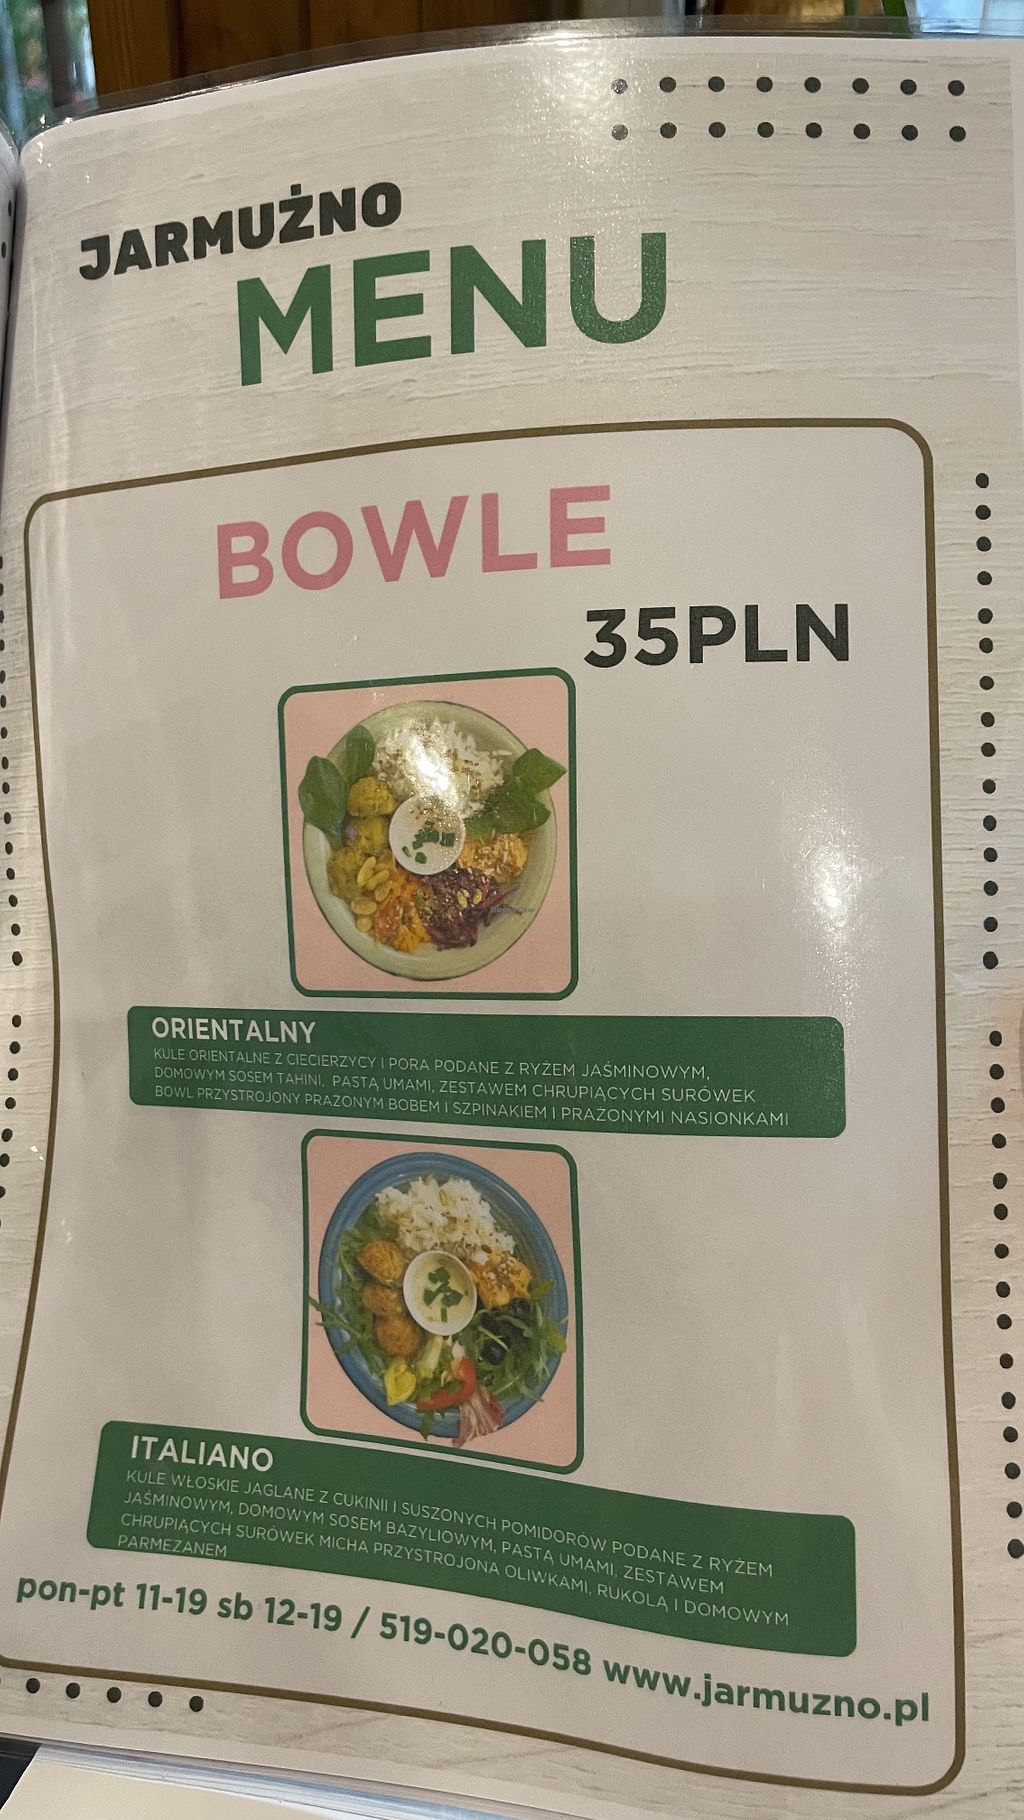 JARMUŻNO
MENU
BOWLE
35PLN
ORIENTALNY
KULE ORIENTALNE Z CIECIERZYCY I PORA PODANE Z RYŻEM JAŚMINOWYM,
DOMOWYM SOSEM TAHINI, PASTĄ UMAMI, ZESTAWEM CHRUPIĄCYCH SURÓWEK
BOWL PRZYSTROJONY PRAŻONYM BOBEM I SZPINAKIEM I PRAŻONYMI NASIONKAMI
ITALIANO
KULE WŁOSKIE JAGLANE Z CUKINII I SUSZONYCH POMIDORÓW PODANE Z RYŻEM
JAŚMINOWYM, DOMOWYM SOSEM BAZYLIOWYM, PASTĄ UMAMI, ZESTAWEM
CHRUPIĄCYCH SURÓWEK MICHA PRZYSTROJONA OLIWKAMI, RUKOLĄ I DOMOWYM
PARMEZANEM
pon-pt 11-19 sb 12-19 / 519-020-058 www.jarmuzno.pl